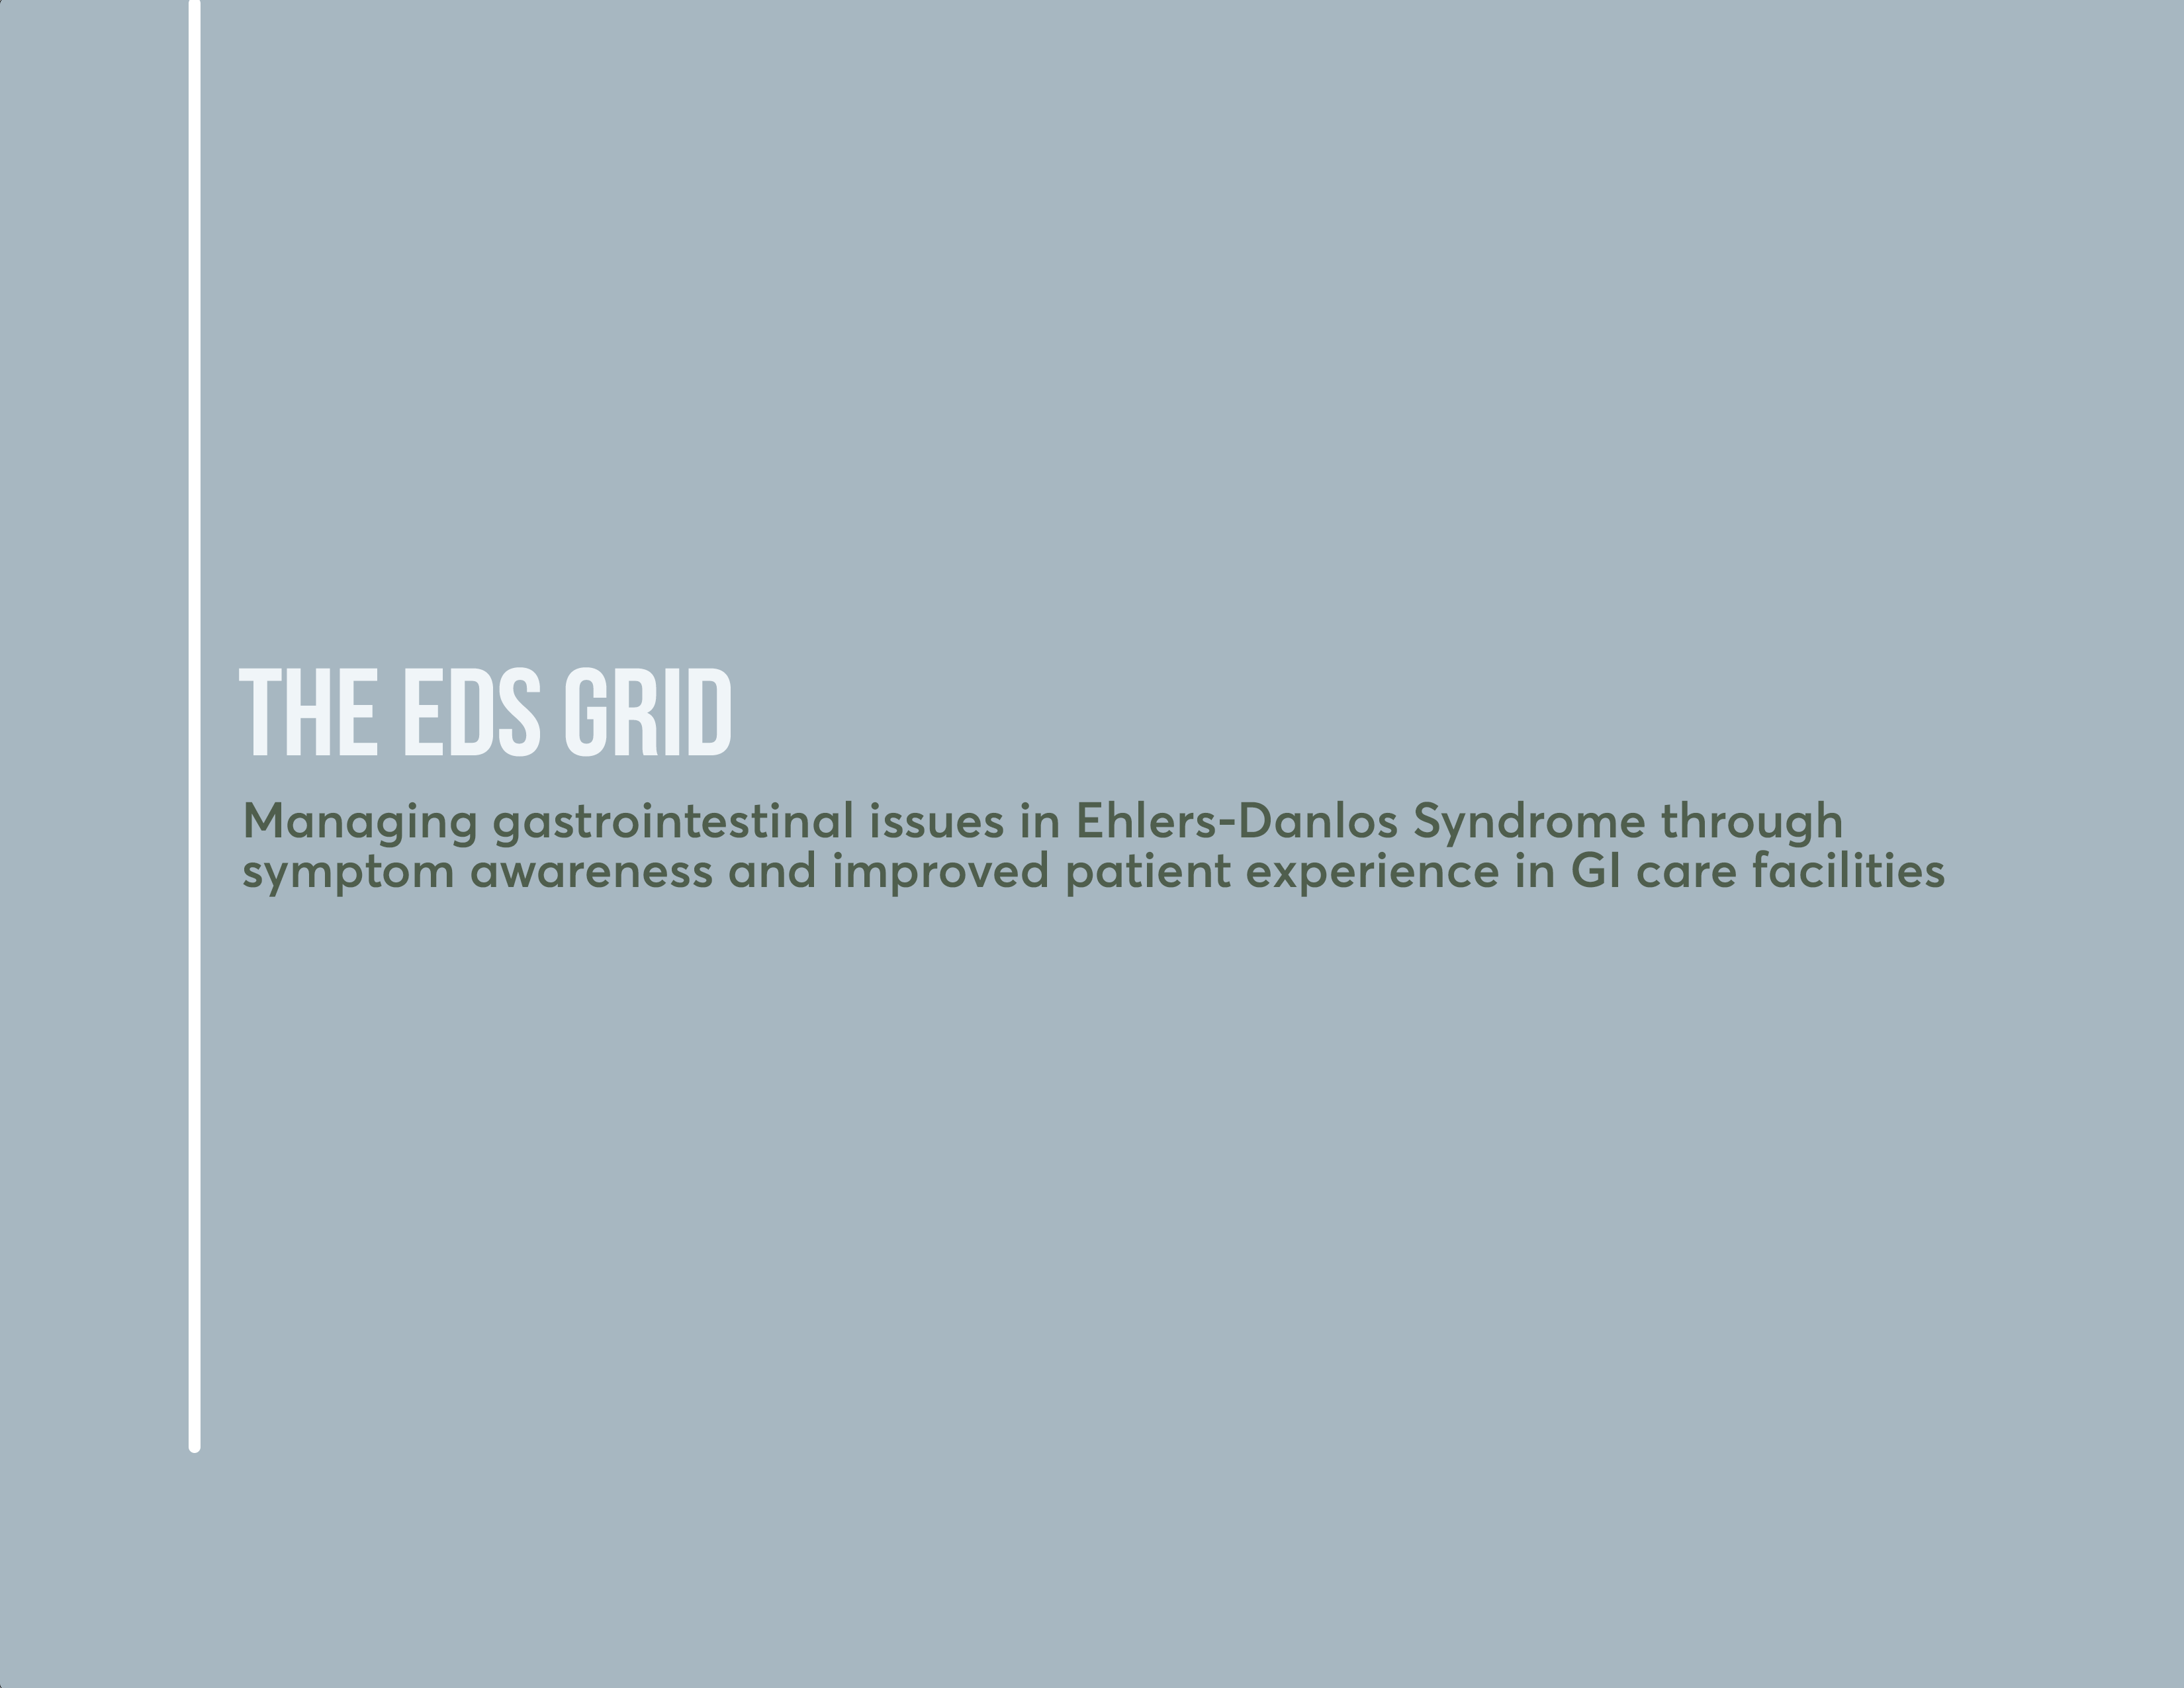 THE EDS GRID
Managing gastrointestinal issues in Ehlers-Danlos Syndrome through
symptom awareness and improved patient experience in GI care facilities